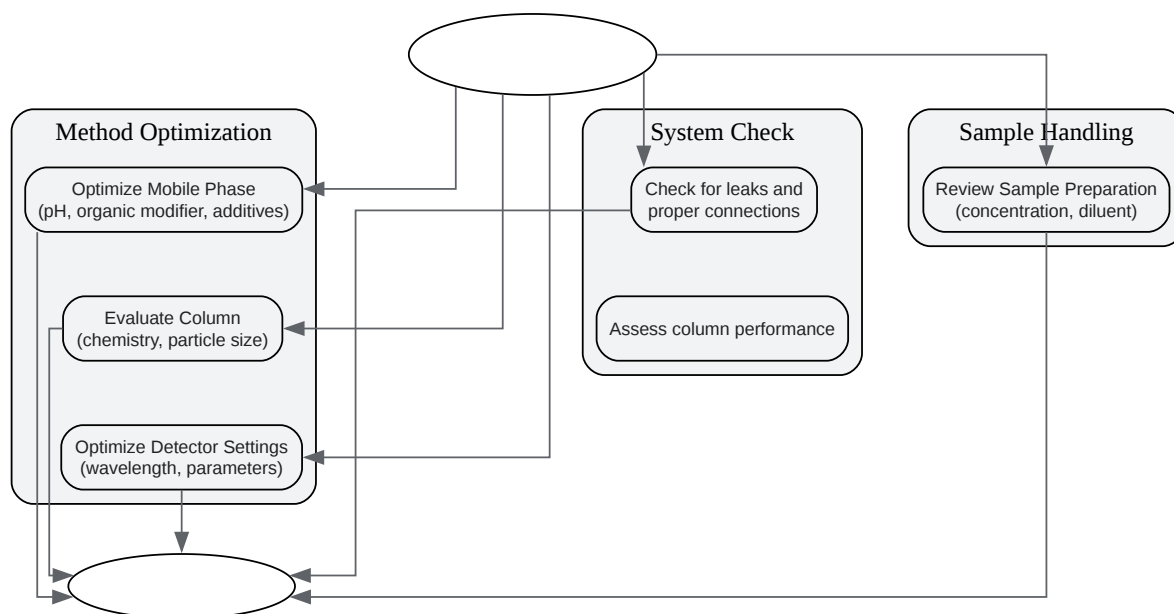 Method Optimization
Optimize Mobile Phase
(pH, organic modifier, additives)
Evaluate Column
(chemistry, particle size)
Optimize Detector Settings
(wavelength, parameters)
System Check
Check for leaks and
proper connections
Assess column performance
Sample Handling
Review Sample Preparation
(concentration, diluent)